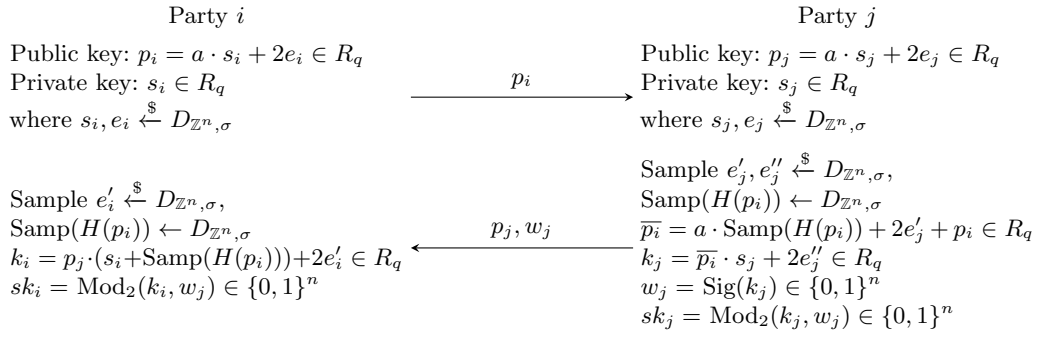 Party i
Public key: p_i = a · s_i + 2e_i ∈ R_q
Private key: s_i ∈ R_q
where s_i, e_i ←$ D_{ℤ^n,σ}
Party j
Public key: p_j = a · s_j + 2e_j ∈ R_q
Private key: s_j ∈ R_q
where s_j, e_j ←$ D_{ℤ^n,σ}
p_i
Sample e′_j, e″_j ←$ D_{ℤ^n,σ},
Samp(H(p_i)) ← D_{ℤ^n,σ}
p̅_i̅ = a · Samp(H(p_i)) + 2e′_j + p_i ∈ R_q
k_j = p̅_i̅ · s_j + 2e″_j ∈ R_q
w_j = Sig(k_j) ∈ {0, 1}^n
sk_j = Mod_2(k_j, w_j) ∈ {0, 1}^n
p_j, w_j
Sample e′_i ←$ D_{ℤ^n,σ},
Samp(H(p_i)) ← D_{ℤ^n,σ}
k_i = p_j·(s_i+Samp(H(p_i)))+2e′_i ∈ R_q
sk_i = Mod_2(k_i, w_j) ∈ {0, 1}^n